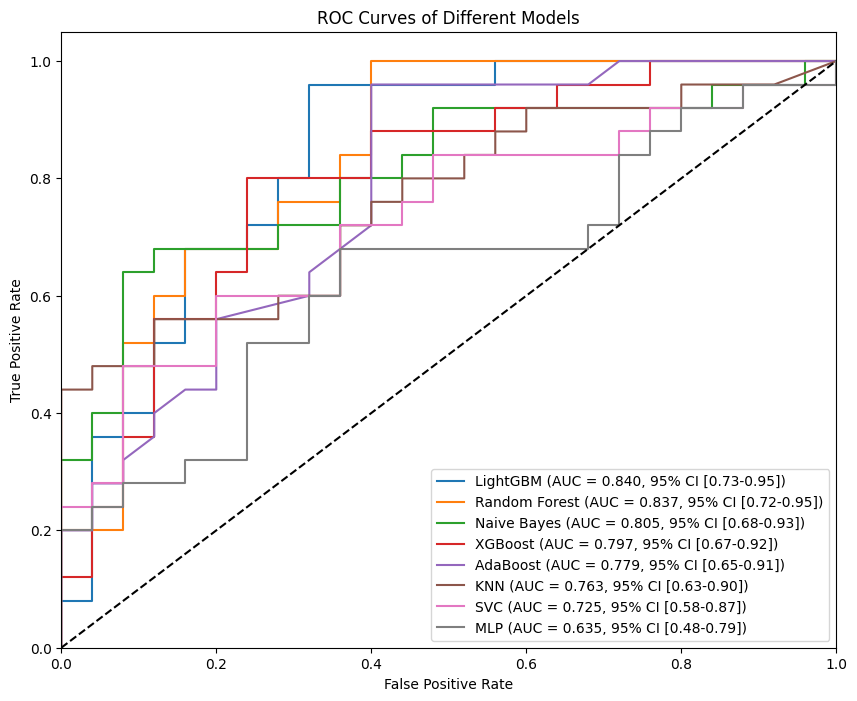 ROC Curves of Different Models
True Positive Rate
1.0
0.8
0.6
0.4
0.2
0.0
LightGBM (AUC = 0.840, 95% CI [0.73-0.95])
Random Forest (AUC = 0.837, 95% CI [0.72-0.95])
Naive Bayes (AUC = 0.805, 95% CI [0.68-0.93])
XGBoost (AUC = 0.797, 95% CI [0.67-0.92])
AdaBoost (AUC = 0.779, 95% CI [0.65-0.91])
KNN (AUC = 0.763, 95% CI [0.63-0.90])
SVC (AUC = 0.725, 95% CI [0.58-0.87])
MLP (AUC = 0.635, 95% CI [0.48-0.79])
0.0 0.2 0.4 0.6 0.8 1.0
False Positive Rate